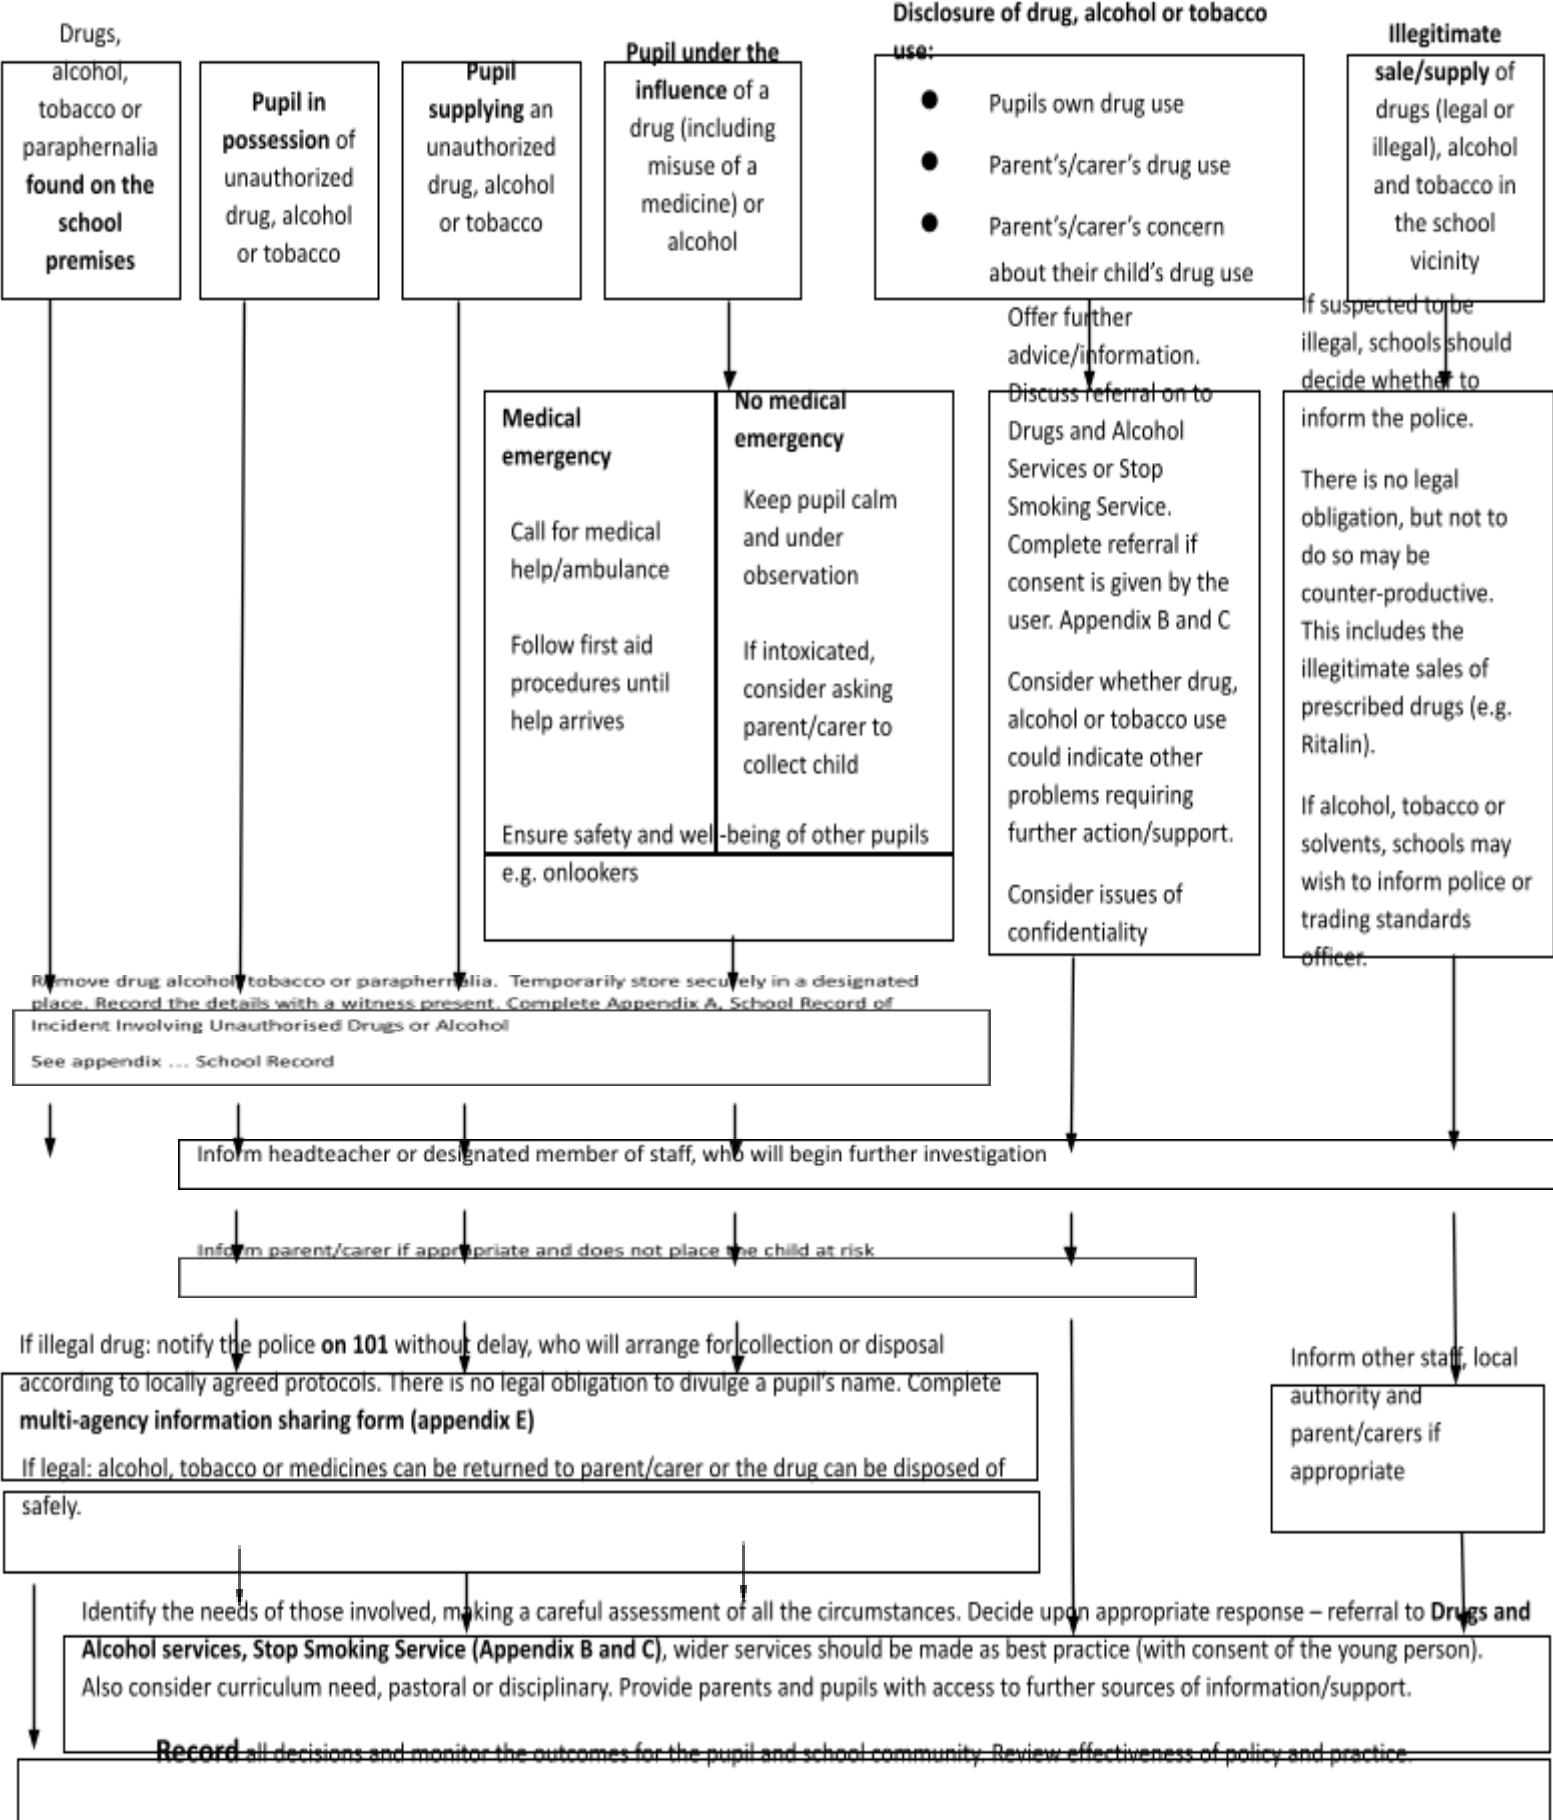 Drugs,
alcohol,
tobacco or
paraphernalia
found on the
school
premises
Pupil in
possession of
unauthorized
drug, alcohol
or tobacco
Pupil
supplying an
unauthorized
drug, alcohol
or tobacco
Pupil under the
influence of a
drug (including
misuse of a
medicine) or
alcohol
Disclosure of drug, alcohol or tobacco
use:
● Pupils own drug use
● Parent's/carer's drug use
● Parent's/carer's concern
about their child's drug use
Illegitimate
sale/supply of
drugs (legal or
illegal), alcohol
and tobacco in
the school
vicinity
Medical
emergency
Call for medical
help/ambulance
Follow first aid
procedures until
help arrives
No medical
emergency
Keep pupil calm
and under
observation
If intoxicated,
consider asking
parent/carer to
collect child
Ensure safety and well-being of other pupils
e.g. onlookers
Offer further
advice/information.
Discuss referral on to
Drugs and Alcohol
Services or Stop
Smoking Service.
Complete referral if
consent is given by the
user. Appendix B and C
Consider whether drug,
alcohol or tobacco use
could indicate other
problems requiring
further action/support.
Consider issues of
confidentiality
If suspected to be
illegal, schools should
decide whether to
inform the police.
There is no legal
obligation, but not to
do so may be
counter-productive.
This includes the
illegitimate sales of
prescribed drugs (e.g.
Ritalin).
If alcohol, tobacco or
solvents, schools may
wish to inform police or
trading standards
officer.
Remove drug alcohol, tobacco or paraphernalia. Temporarily store securely in a designated
place. Record the details with a witness present. Complete Appendix A, School Record of
Incident Involving Unauthorised Drugs or Alcohol
See appendix ... School Record
Inform headteacher or designated member of staff, who will begin further investigation
Inform parent/carer if appropriate and does not place the child at risk
If illegal drug: notify the police on 101 without delay, who will arrange for collection or disposal
according to locally agreed protocols. There is no legal obligation to divulge a pupil's name. Complete
multi-agency information sharing form (appendix E)
If legal: alcohol, tobacco or medicines can be returned to parent/carer or the drug can be disposed of
safely.
Inform other staff, local
authority and
parent/carers if
appropriate
Identify the needs of those involved, making a careful assessment of all the circumstances. Decide upon appropriate response – referral to Drugs and
Alcohol services, Stop Smoking Service (Appendix B and C), wider services should be made as best practice (with consent of the young person).
Also consider curriculum need, pastoral or disciplinary. Provide parents and pupils with access to further sources of information/support.
Record all decisions and monitor the outcomes for the pupil and school community. Review effectiveness of policy and practice.